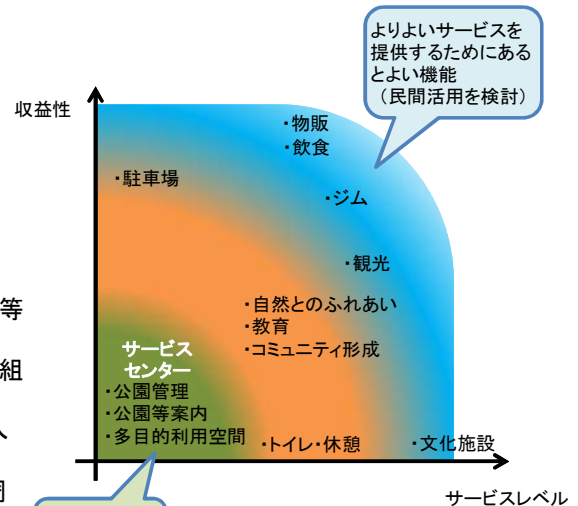 よりよいサービスを
提供するためにある
とよい機能
（民間活用を検討）
収益性
・物販
・飲食
・駐車場
・ジム
・観光
等
・自然とのふれあい
・教育
・コミュニティ形成
組
サービス
センター
・公園管理
・公園等案内
・多目的利用空間
・トイレ・休憩
・文化施設
サービスレベル